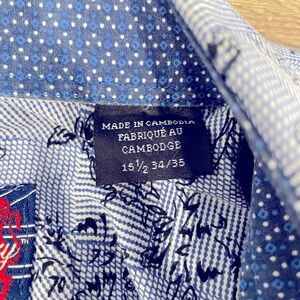 MADE IN CAMBODIA
FABRIQUÉ AU
CAMBODGE
15½ 34/35